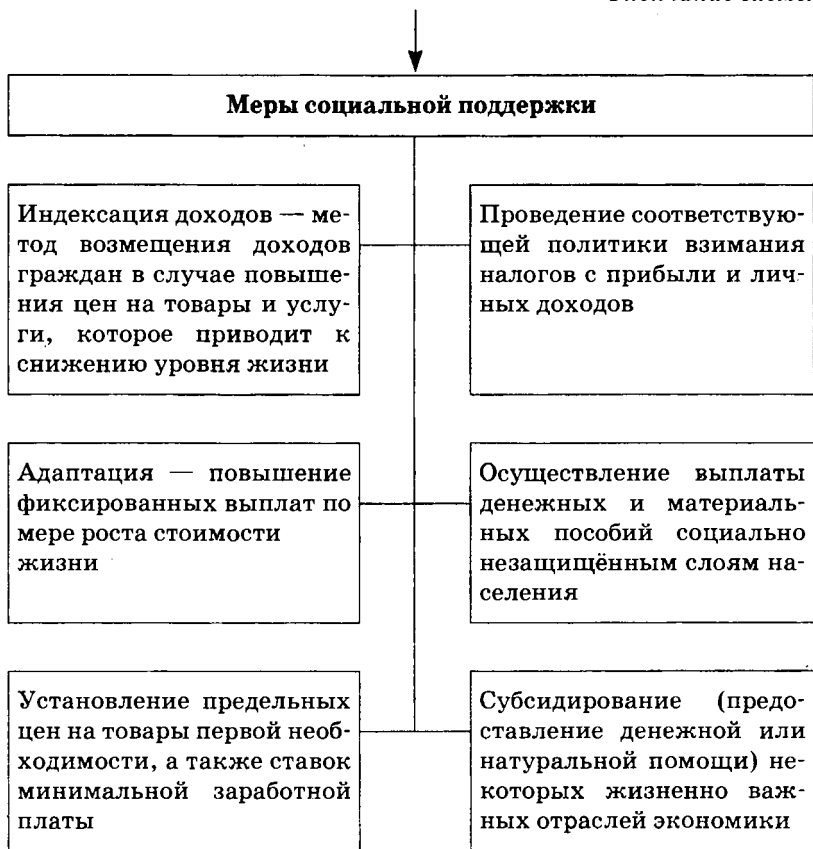 Меры социальной поддержки
Индексация доходов — ме-
тод возмещения доходов
граждан в случае повыше-
ния цен на товары и услу-
ги, которое приводит к
снижению уровня жизни
Проведение соответствую-
щей политики взимания
налогов с прибыли и лич-
ных доходов
Адаптация — повышение
фиксированных выплат по
мере роста стоимости
жизни
Осуществление выплаты
денежных и материаль-
ных пособий социально
незащищённым слоям на-
селения
Установление предельных
цен на товары первой необ-
ходимости, а также ставок
минимальной заработной
платы
Субсидирование (предо-
ставление денежной или
натуральной помощи) не-
которых жизненно важ-
ных отраслей экономики